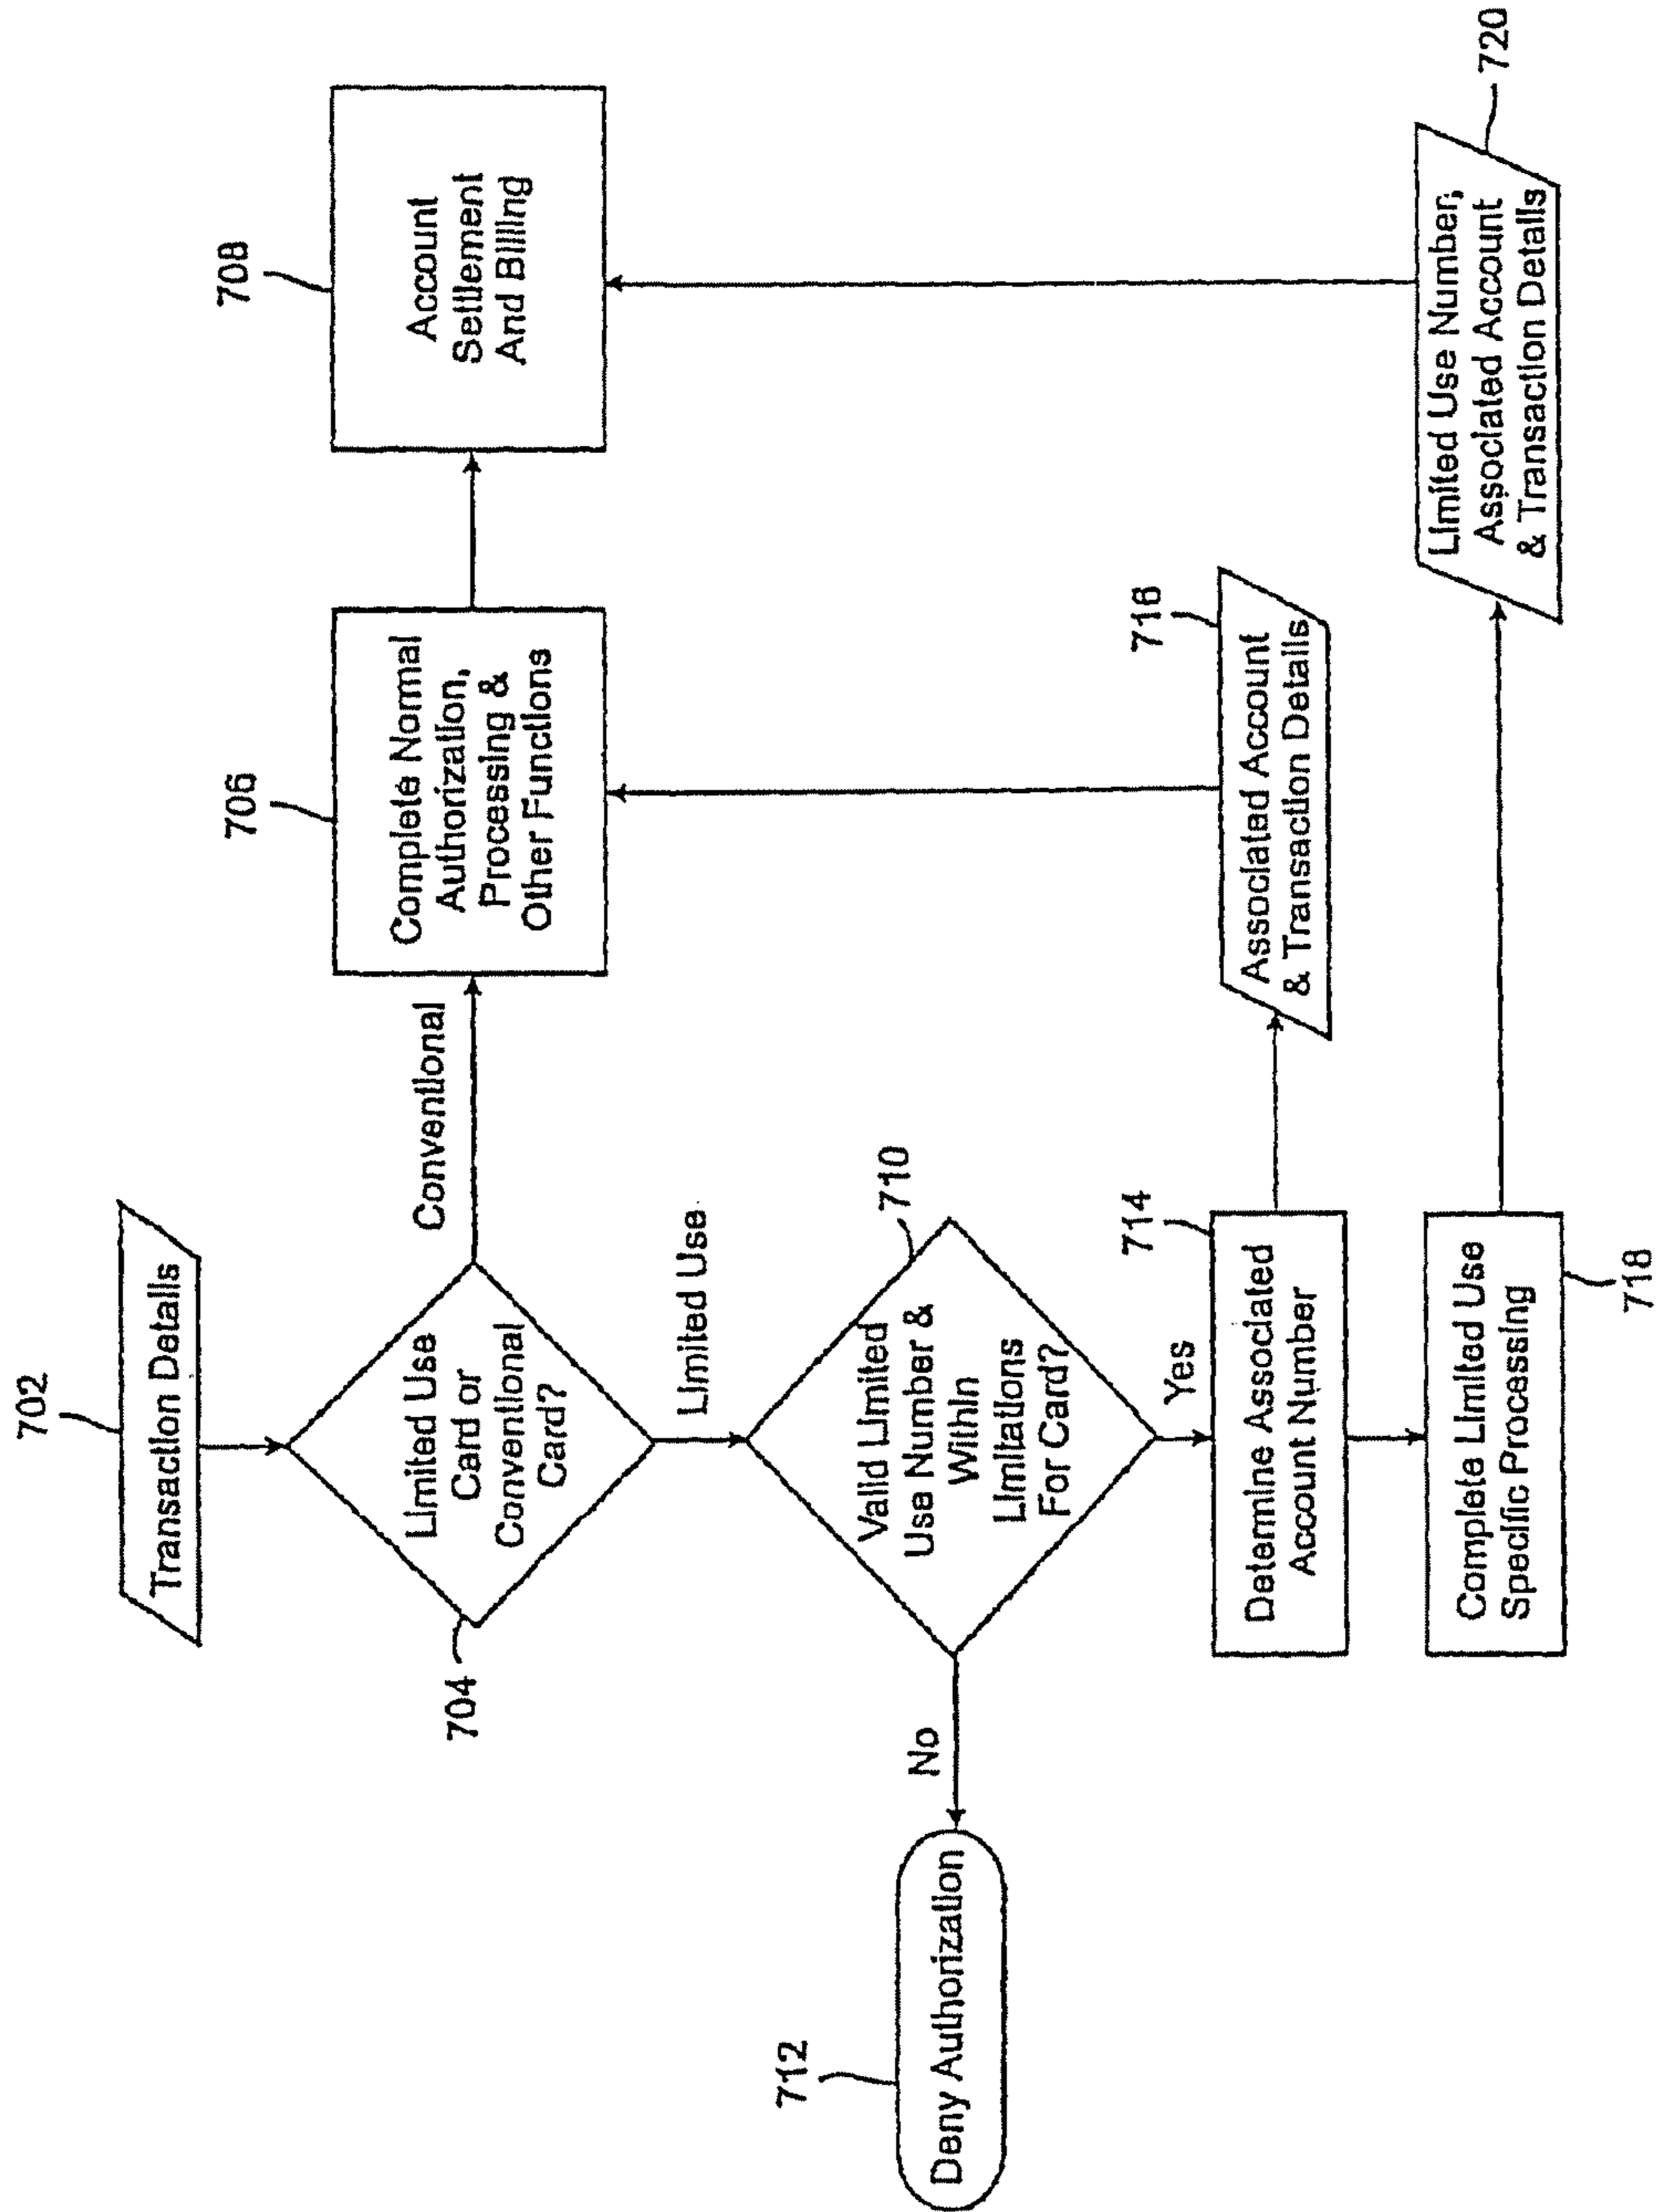 702
Transaction Details
704
Limited Use
Card or
Conventional
Card?
Conventional
706
Complete Normal
Authorization,
Processing &
Other Functions
708
Account
Settlement
And Billing
Limited Use
710
Valid Limited
Use Number &
Within
Limitations
For Card?
No
712
Deny Authorization
Yes
714
Determine Associated
Account Number
716
Associated Account
& Transaction Details
Complete Limited Use
Specific Processing
718
720
Limited Use Number,
Associated Account
& Transaction Details